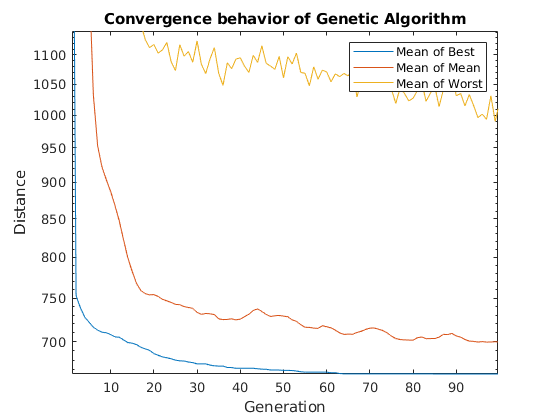 Convergence behavior of Genetic Algorithm
Mean of Best
Mean of Mean
Mean of Worst
1100
1050
1000
950
900
850
800
750
700
Distance
10 20 30 40 50 60 70 80 90
Generation